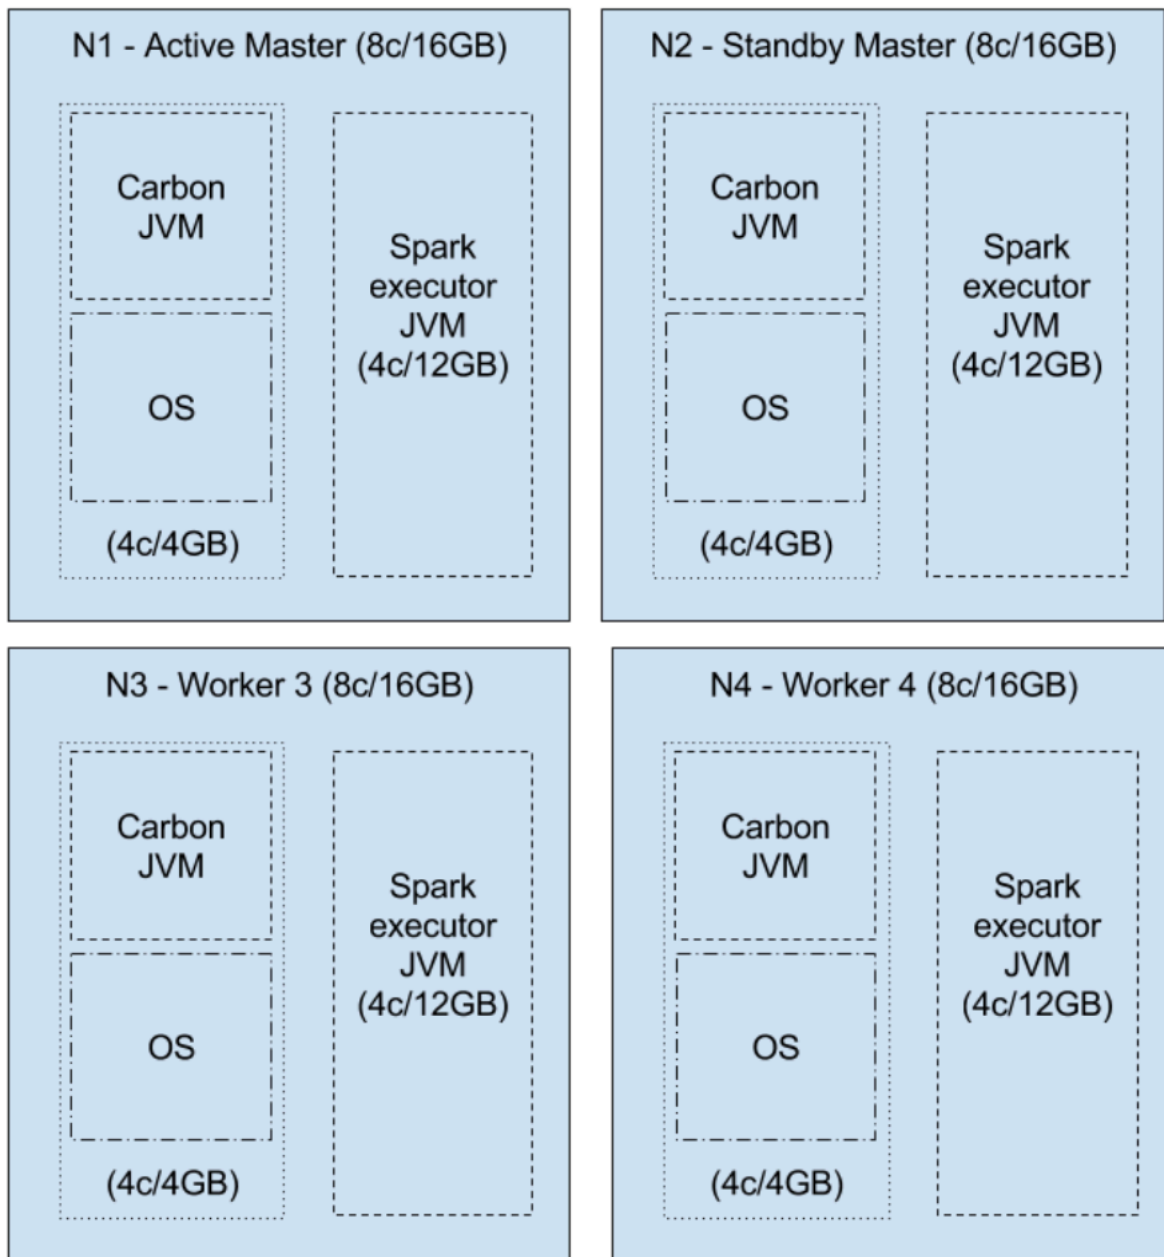 N1 - Active Master (8c/16GB)
Carbon
JVM
OS
(4c/4GB)
Spark
executor
JVM
(4c/12GB)
N2 - Standby Master (8c/16GB)
Carbon
JVM
OS
(4c/4GB)
Spark
executor
JVM
(4c/12GB)
N3 - Worker 3 (8c/16GB)
Carbon
JVM
OS
(4c/4GB)
Spark
executor
JVM
(4c/12GB)
N4 - Worker 4 (8c/16GB)
Carbon
JVM
OS
(4c/4GB)
Spark
executor
JVM
(4c/12GB)